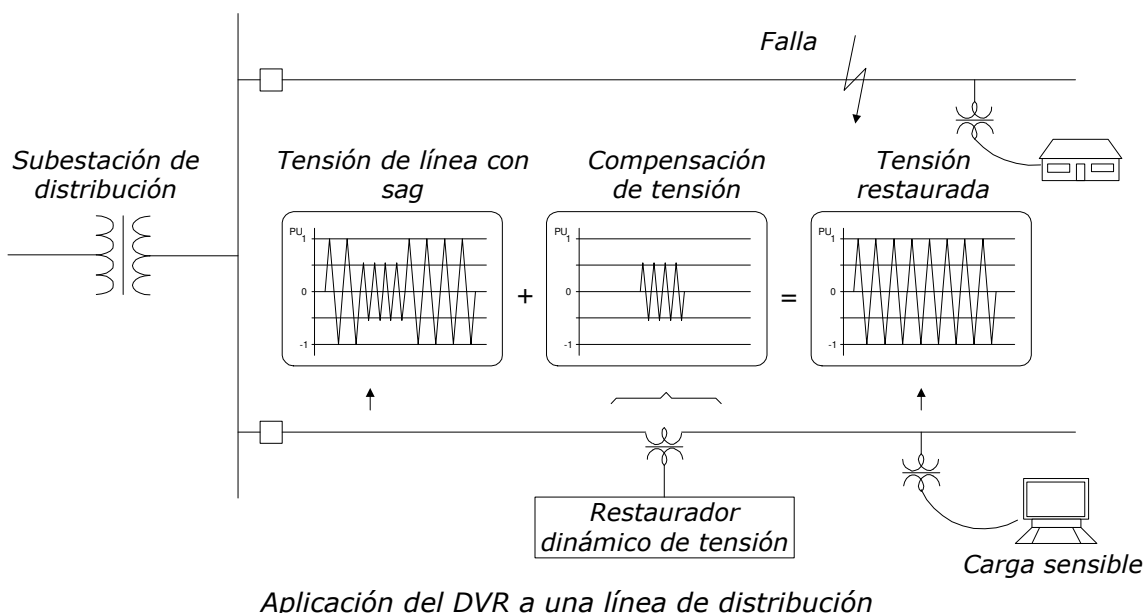 Falla
Subestación de
distribución
Tensión de línea con
sag
Compensación
de tensión
Tensión
restaurada
PU
1
0
-1
+
PU
1
0
-1
=
PU
1
0
-1
Restaurador
dinámico de tensión
Carga sensible
Aplicación del DVR a una línea de distribución